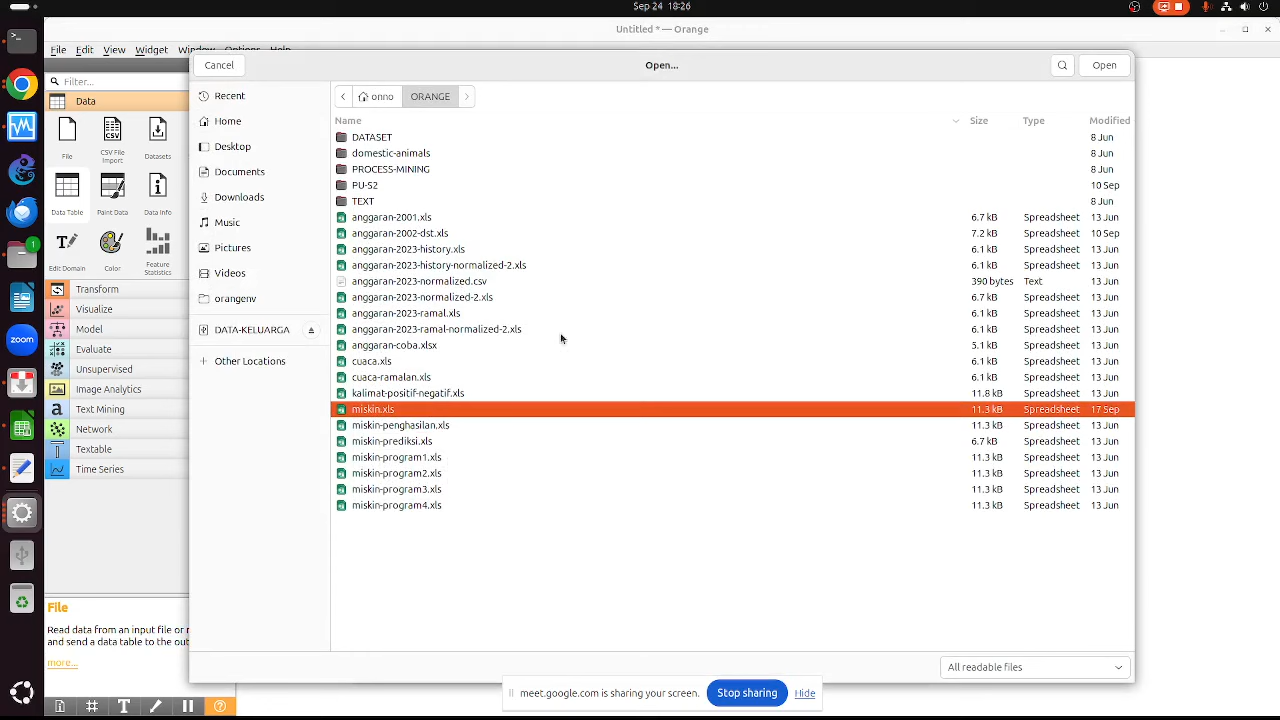 Sep 24 18:26
Untitled * — Orange
File Edit View Widget Window Options Help
Cancel Open... Open
Filter...
Data
File
CSV File Import
Datasets
Data Table
Paint Data
Data Info
Edit Domain
Color
Feature Statistics
Transform
Visualize
Model
Evaluate
Unsupervised
Image Analytics
Text Mining
Network
Textable
Time Series
File
Read data from an input file or
and send a data table to the
more...
Recent
Home
Desktop
Documents
Downloads
Music
Pictures
Videos
orangenv
DATA-KELUARGA
Other Locations
onno ORANGE
Name Size Type Modified
DATASET 8 Jun
domestic-animals 8 Jun
PROCESS-MINING 8 Jun
PU-S2 10 Sep
TEXT 8 Jun
anggaran-2001.xls 6.7 kB Spreadsheet 13 Jun
anggaran-2002-dst.xls 7.2 kB Spreadsheet 10 Sep
anggaran-2023-history.xls 6.1 kB Spreadsheet 13 Jun
anggaran-2023-history-normalized-2.xls 6.1 kB Spreadsheet 13 Jun
anggaran-2023-normalized.csv 390 bytes Text 13 Jun
anggaran-2023-normalized-2.xls 6.7 kB Spreadsheet 13 Jun
anggaran-2023-ramal.xls 6.1 kB Spreadsheet 13 Jun
anggaran-2023-ramal-normalized-2.xls 6.1 kB Spreadsheet 13 Jun
anggaran-coba.xlsx 5.1 kB Spreadsheet 13 Jun
cuaca.xls 6.1 kB Spreadsheet 13 Jun
cuaca-ramalan.xls 6.1 kB Spreadsheet 13 Jun
kalimat-positif-negatif.xls 11.8 kB Spreadsheet 13 Jun
miskin.xls 11.3 kB Spreadsheet 17 Sep
miskin-penghasilan.xls 11.3 kB Spreadsheet 13 Jun
miskin-prediksi.xls 6.7 kB Spreadsheet 13 Jun
miskin-program1.xls 11.3 kB Spreadsheet 13 Jun
miskin-program2.xls 11.3 kB Spreadsheet 13 Jun
miskin-program3.xls 11.3 kB Spreadsheet 13 Jun
miskin-program4.xls 11.3 kB Spreadsheet 13 Jun
All readable files
meet.google.com is sharing your screen. Stop sharing Hide
zoom
1